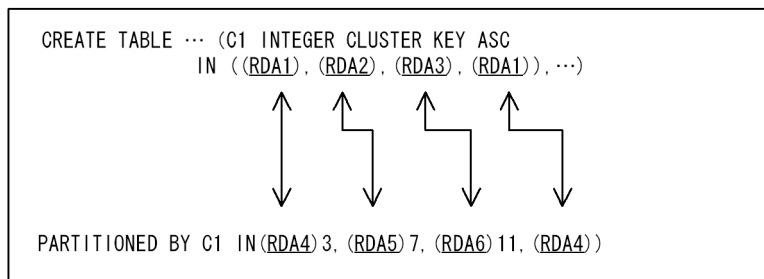 CREATE TABLE … (C1 INTEGER CLUSTER KEY ASC
IN ((RDA1), (RDA2), (RDA3), (RDA1)), …)
PARTITIONED BY C1 IN(RDA4)3, (RDA5)7, (RDA6)11, (RDA4))